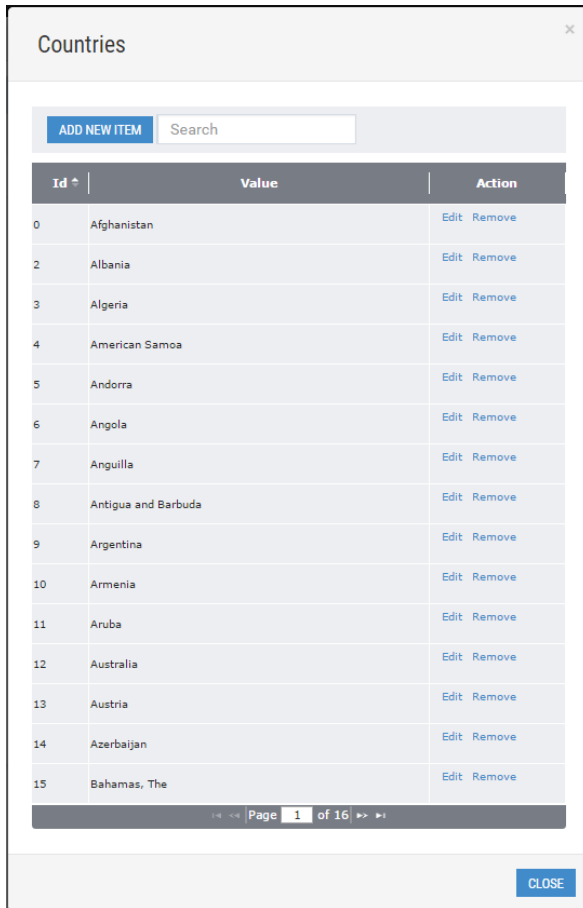 Countries ×
ADD NEW ITEM Search
Id Value Action
0 Afghanistan Edit Remove
2 Albania Edit Remove
3 Algeria Edit Remove
4 American Samoa Edit Remove
5 Andorra Edit Remove
6 Angola Edit Remove
7 Anguilla Edit Remove
8 Antigua and Barbuda Edit Remove
9 Argentina Edit Remove
10 Armenia Edit Remove
11 Aruba Edit Remove
12 Australia Edit Remove
13 Austria Edit Remove
14 Azerbaijan Edit Remove
15 Bahamas, The Edit Remove
Page 1 of 16
CLOSE